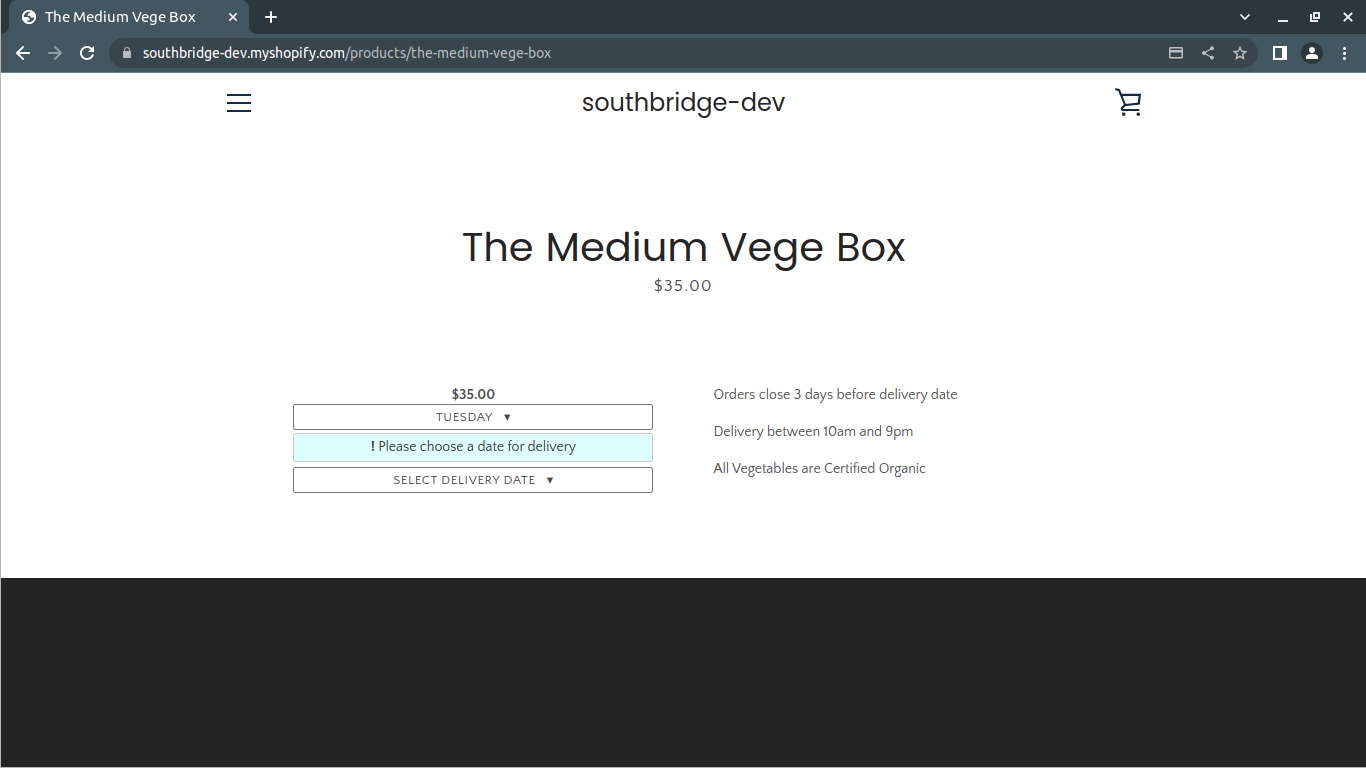 The Medium Vege Box
southbridge-dev.myshopify.com/products/the-medium-vege-box
southbridge-dev
The Medium Vege Box
$35.00
$35.00
TUESDAY ▼
! Please choose a date for delivery
SELECT DELIVERY DATE ▼
Orders close 3 days before delivery date
Delivery between 10am and 9pm
All Vegetables are Certified Organic